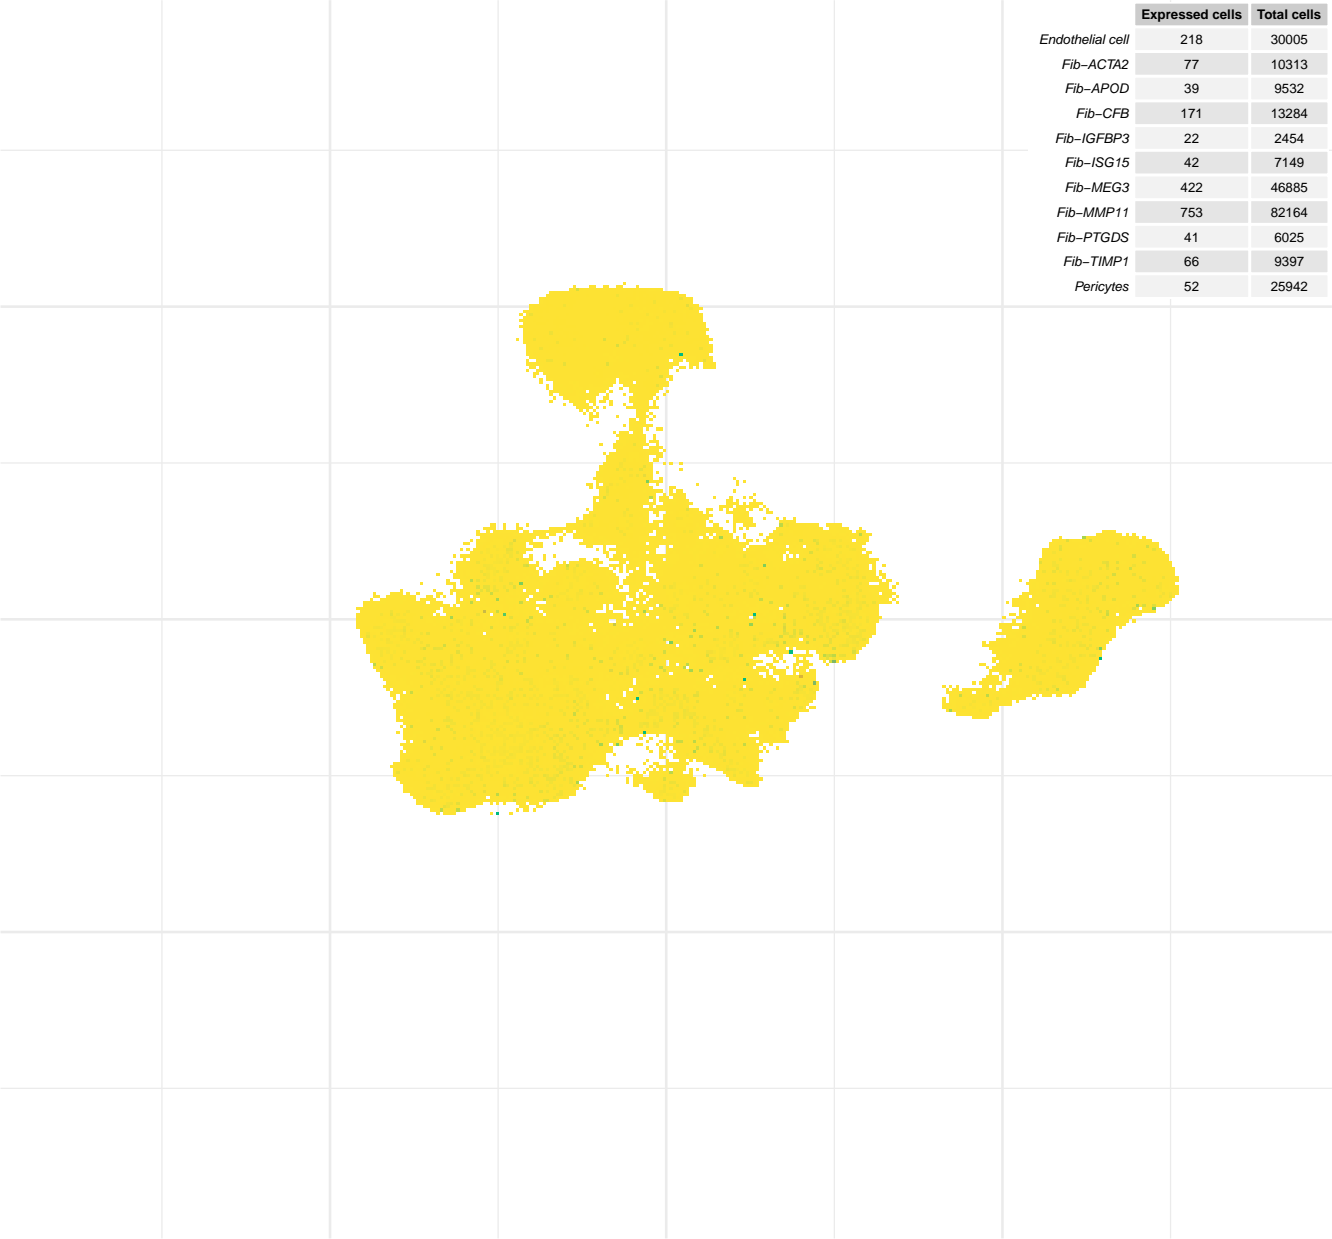 Expressed cells Total cells
Endothelial cell 218 30005
Fib−ACTA2 77 10313
Fib−APOD 39 9532
Fib−CFB 171 13284
Fib−IGFBP3 22 2454
Fib−ISG15 42 7149
Fib−MEG3 422 46885
Fib−MMP11 753 82164
Fib−PTGDS 41 6025
Fib−TIMP1 66 9397
Pericytes 52 25942